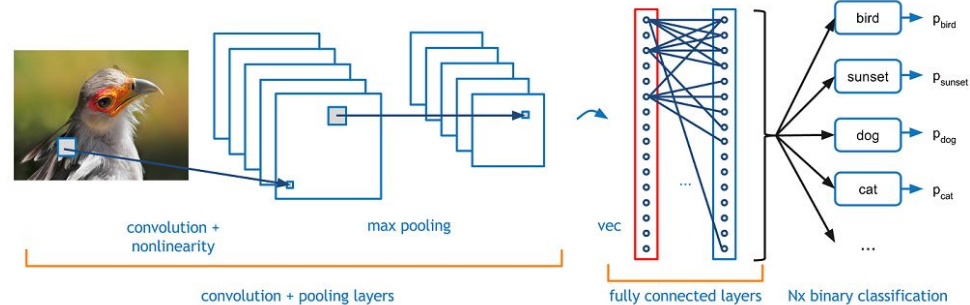 bird
p_bird
sunset
p_sunset
dog
p_dog
cat
p_cat
...
...
convolution +
nonlinearity
max pooling
vec
convolution + pooling layers
fully connected layers
Nx binary classification